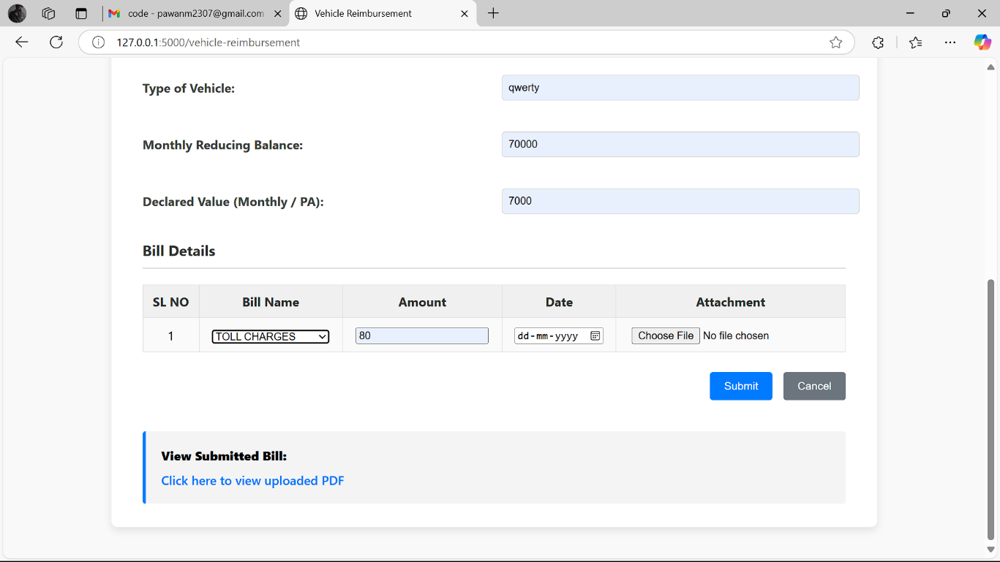 code - pawanm2307@gmail.com
Vehicle Reimbursement
127.0.0.1:5000/vehicle-reimbursement
Type of Vehicle: qwerty
Monthly Reducing Balance: 70000
Declared Value (Monthly / PA): 7000
Bill Details
SL NO Bill Name Amount Date Attachment
1 TOLL CHARGES 80 dd-mm-yyyy Choose File No file chosen
Submit Cancel
View Submitted Bill:
Click here to view uploaded PDF